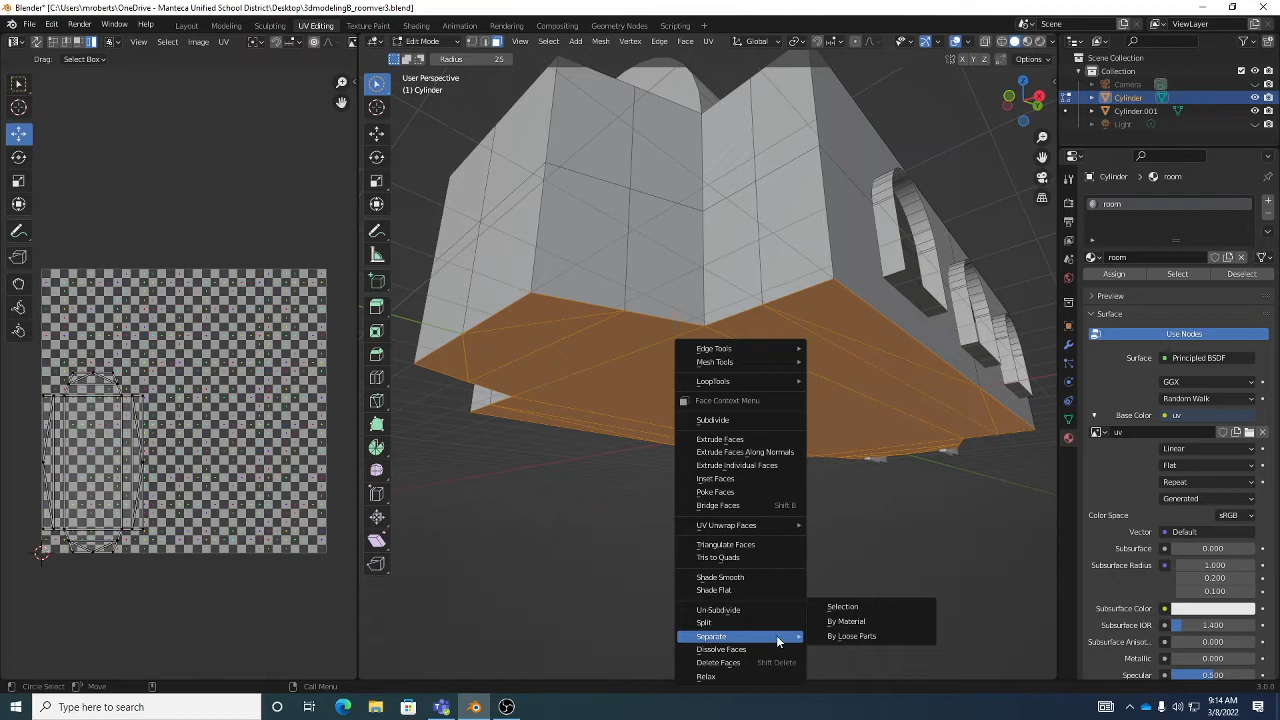 Blender* [C:\Users\mroberts\OneDrive - Manteca Unified School District\Desktop\3dmodeling8_roomver3.blend]
File Edit Render Window Help Layout Modeling Sculpting UV Editing Texture Paint Shading Animation Rendering Compositing Geometry Nodes Scripting + Scene ViewLayer
View Select Image UV Edit Mode View Select Add Mesh Vertex Edge Face UV Global
Drag: Select Box Radius 25 X Y Z Options
User Perspective
(1) Cylinder
Scene Collection
Collection
Camera
Cylinder
Cylinder.001
Light
Cylinder room
room
room
Assign Select Deselect
Preview
Surface
Use Nodes
Surface Principled BSDF
GGX
Random Walk
Base Color uv
uv
Linear
Flat
Repeat
Generated
Color Space sRGB
Vector Default
Subsurface 0.000
Subsurface Radius 1.000
0.200
0.100
Subsurface Color
Subsurface IOR 1.400
Subsurface Anisot... 0.000
Metallic 0.000
Specular 0.500
Edge Tools
Mesh Tools
LoopTools
Face Context Menu
Subdivide
Extrude Faces
Extrude Faces Along Normals
Extrude Individual Faces
Inset Faces
Poke Faces
Bridge Faces Shift B
UV Unwrap Faces
Triangulate Faces
Tris to Quads
Shade Smooth
Shade Flat
Un-Subdivide
Split
Separate
Dissolve Faces
Delete Faces Shift Delete
Relax
Selection
By Material
By Loose Parts
Circle Select Move Call Menu 3.0.0
Type here to search
9:14 AM
3/8/2022